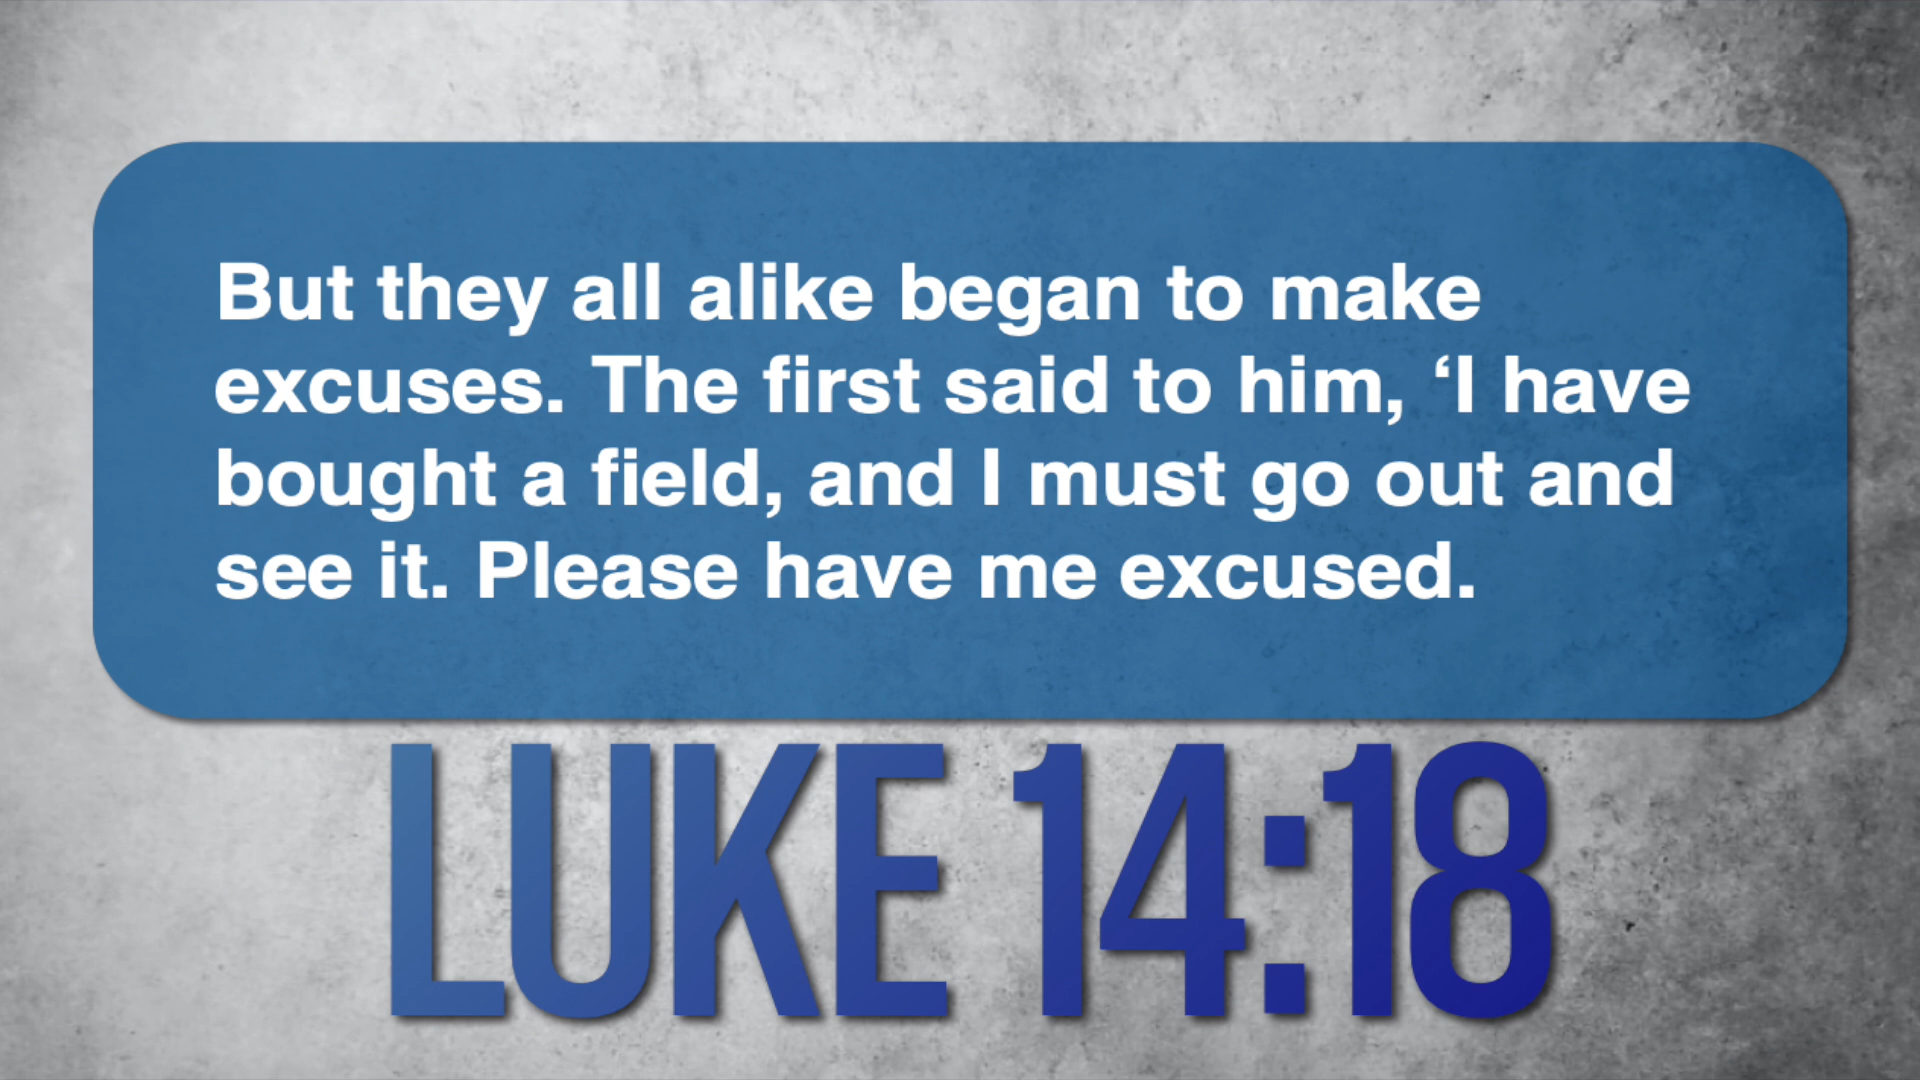 But they all alike began to make
excuses. The first said to him, ‘I have
bought a field, and I must go out and
see it. Please have me excused.
LUKE 14:18